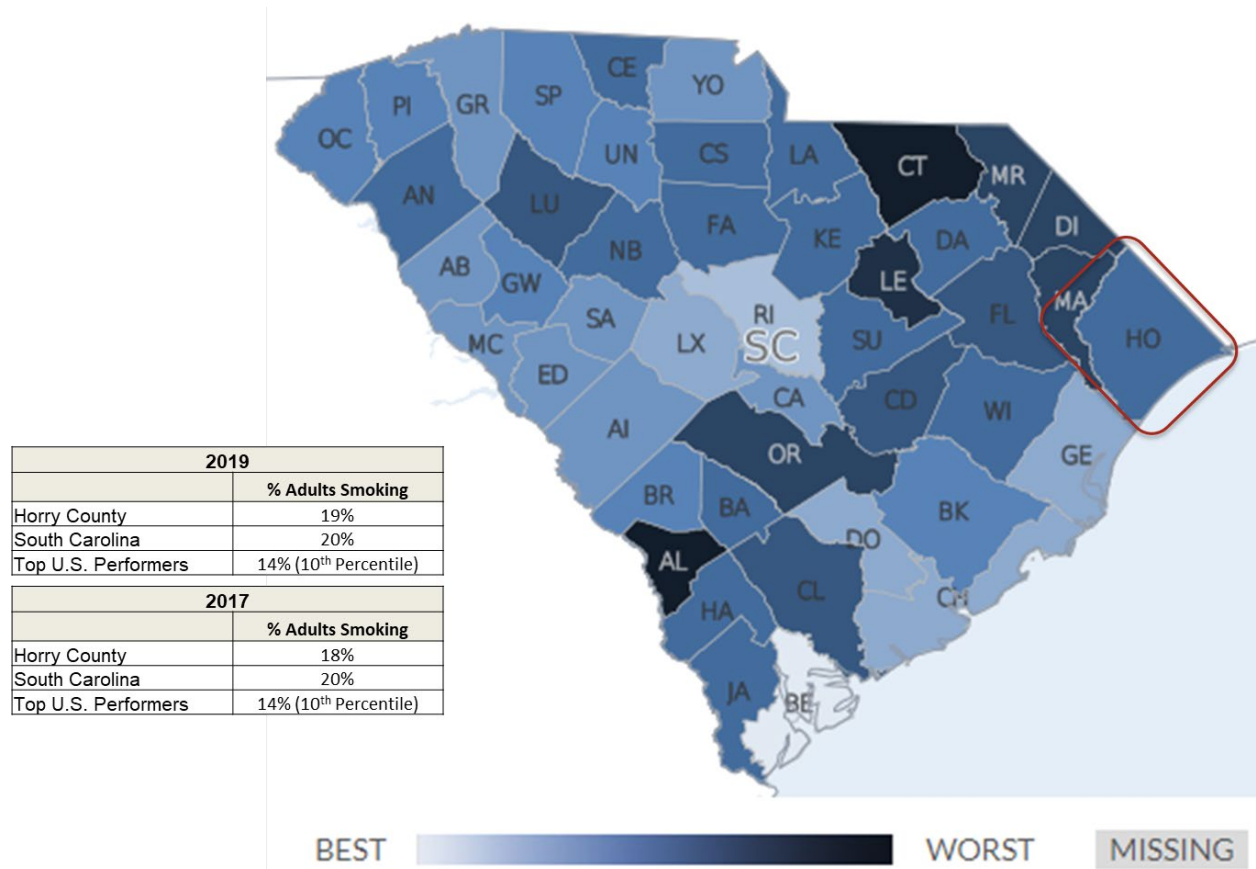 CE
YO
SP
PI
GR
OC
UN
CS
LA
CT
MR
AN
LU
FA
KE
DA
DI
NB
AB
GW
LE
MA
HO
RI
SA
FL
LX
SC
SU
MC
ED
CA
CD
WI
AI
OR
GE
BR
BA
BK
DO
AL
CL
CH
HA
JA
BE
2019
% Adults Smoking
Horry County 19%
South Carolina 20%
Top U.S. Performers 14% (10th Percentile)
2017
% Adults Smoking
Horry County 18%
South Carolina 20%
Top U.S. Performers 14% (10th Percentile)
BEST WORST MISSING